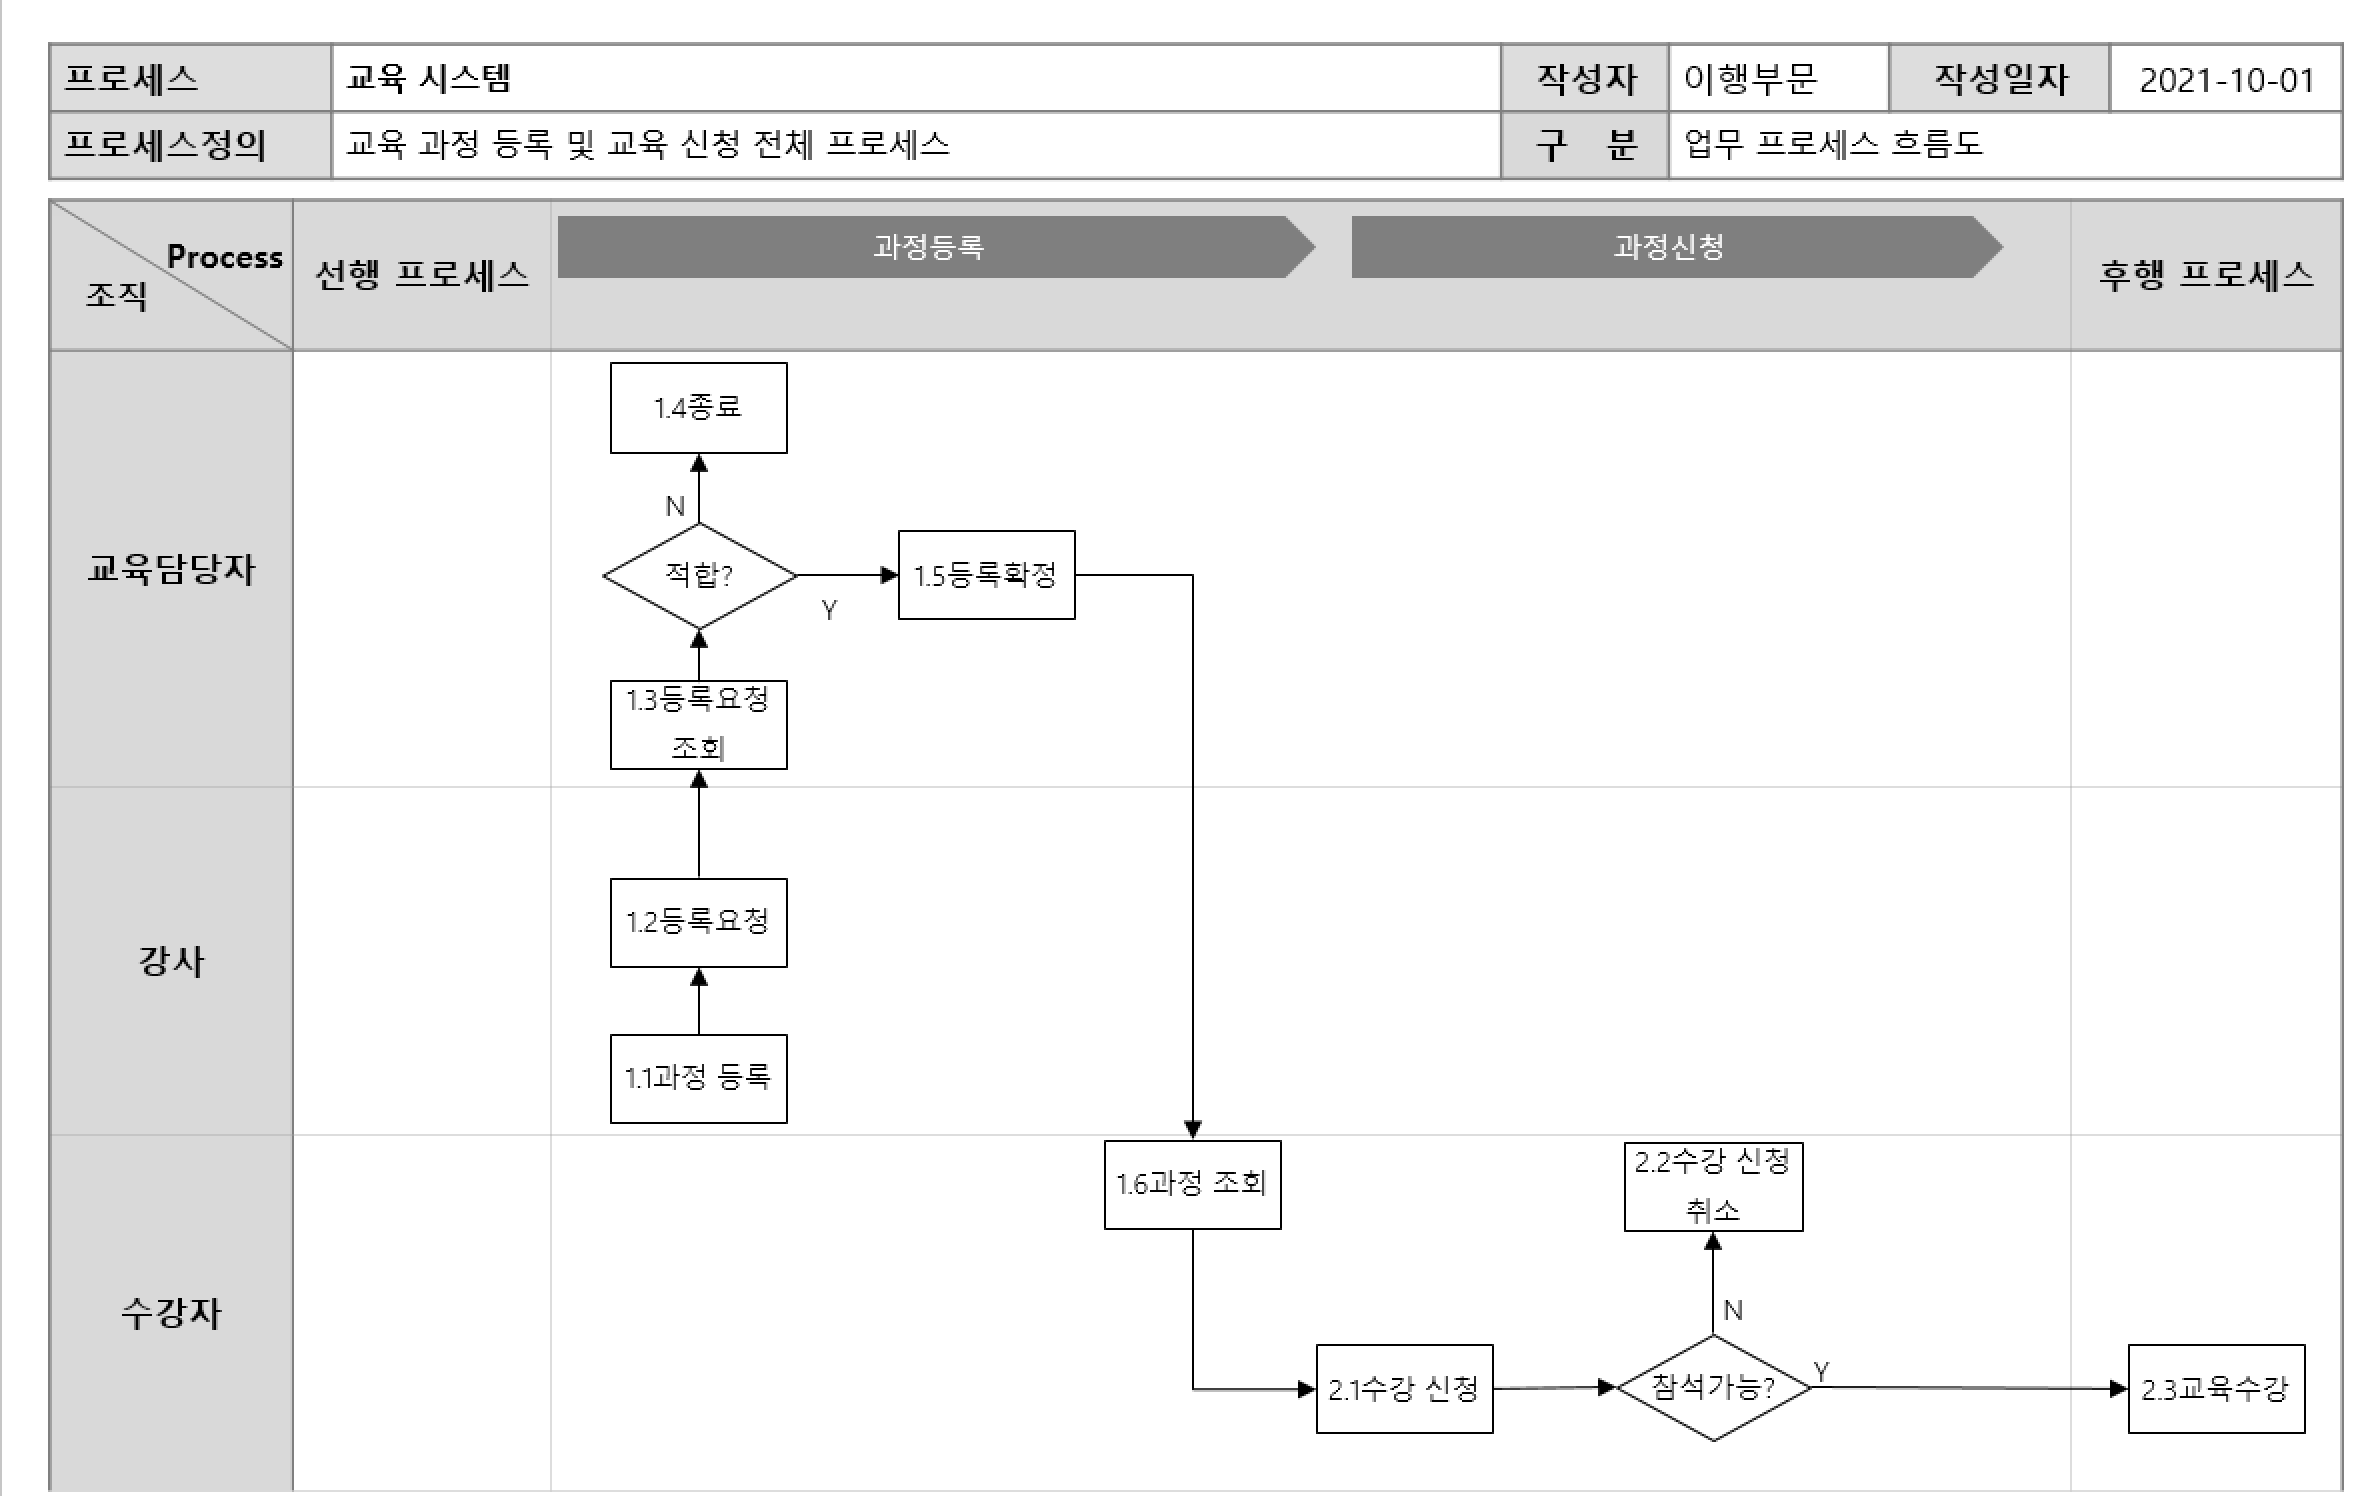 프로세스 교육 시스템 작성자 이행부문 작성일자 2021-10-01
프로세스정의 교육 과정 등록 및 교육 신청 전체 프로세스 구 분 업무 프로세스 흐름도
Process
조직
선행 프로세스
과정등록
과정신청
후행 프로세스
교육담당자
1.4종료
N
적합?
Y
1.5등록확정
1.3등록요청
조회
강사
1.2등록요청
1.1과정 등록
수강자
1.6과정 조회
2.2수강 신청
취소
N
2.1수강 신청
참석가능?
Y
2.3교육수강